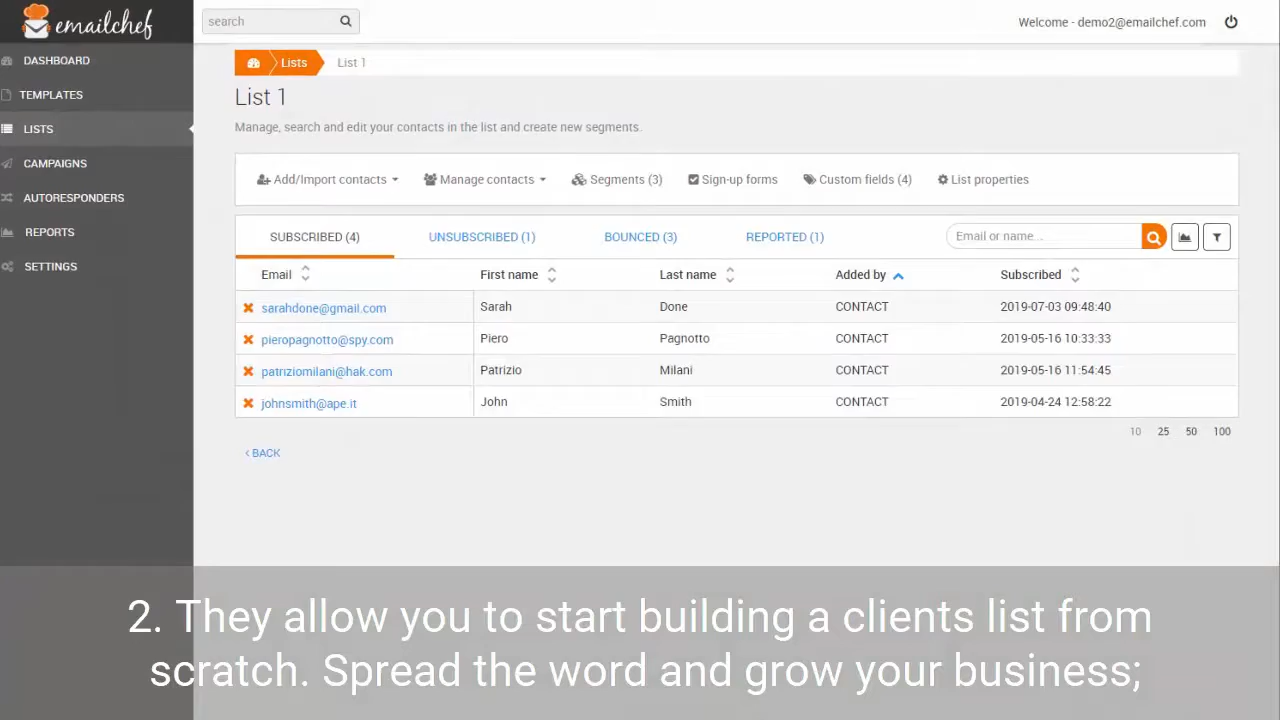 emailchef
search
Welcome - demo2@emailchef.com
DASHBOARD
TEMPLATES
LISTS
CAMPAIGNS
AUTORESPONDERS
REPORTS
SETTINGS
Lists List 1
List 1
Manage, search and edit your contacts in the list and create new segments.
Add/Import contacts Manage contacts Segments (3) Sign-up forms Custom fields (4) List properties
SUBSCRIBED (4) UNSUBSCRIBED (1) BOUNCED (3) REPORTED (1) Email or name...
Email First name Last name Added by Subscribed
sarahdone@gmail.com Sarah Done CONTACT 2019-07-03 09:48:40
pieropagnotto@spy.com Piero Pagnotto CONTACT 2019-05-16 10:33:33
patriziomilani@hak.com Patrizio Milani CONTACT 2019-05-16 11:54:45
johnsmith@ape.it John Smith CONTACT 2019-04-24 12:58:22
10 25 50 100
‹ BACK
2. They allow you to start building a clients list from
scratch. Spread the word and grow your business;